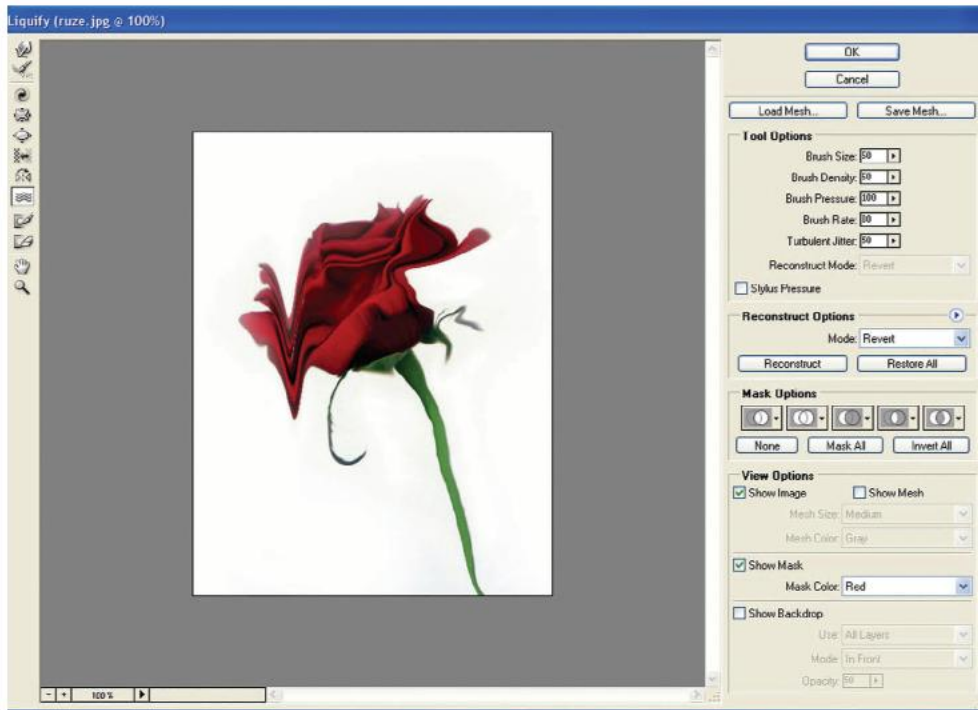 Liquify (ruze.jpg @ 100%)
OK
Cancel
Load Mesh... Save Mesh...
Tool Options
Brush Size: 50
Brush Density: 50
Brush Pressure: 100
Brush Rate: 80
Turbulent Jitter: 50
Reconstruct Mode: Revert
Stylus Pressure
Reconstruct Options
Mode: Revert
Reconstruct Restore All
Mask Options
None Mask All Invert All
View Options
Show Image Show Mesh
Mesh Size: Medium
Mesh Color: Gray
Show Mask
Mask Color: Red
Show Backdrop
Use: All Layers
Mode: In Front
Opacity: 50
- + 100 %